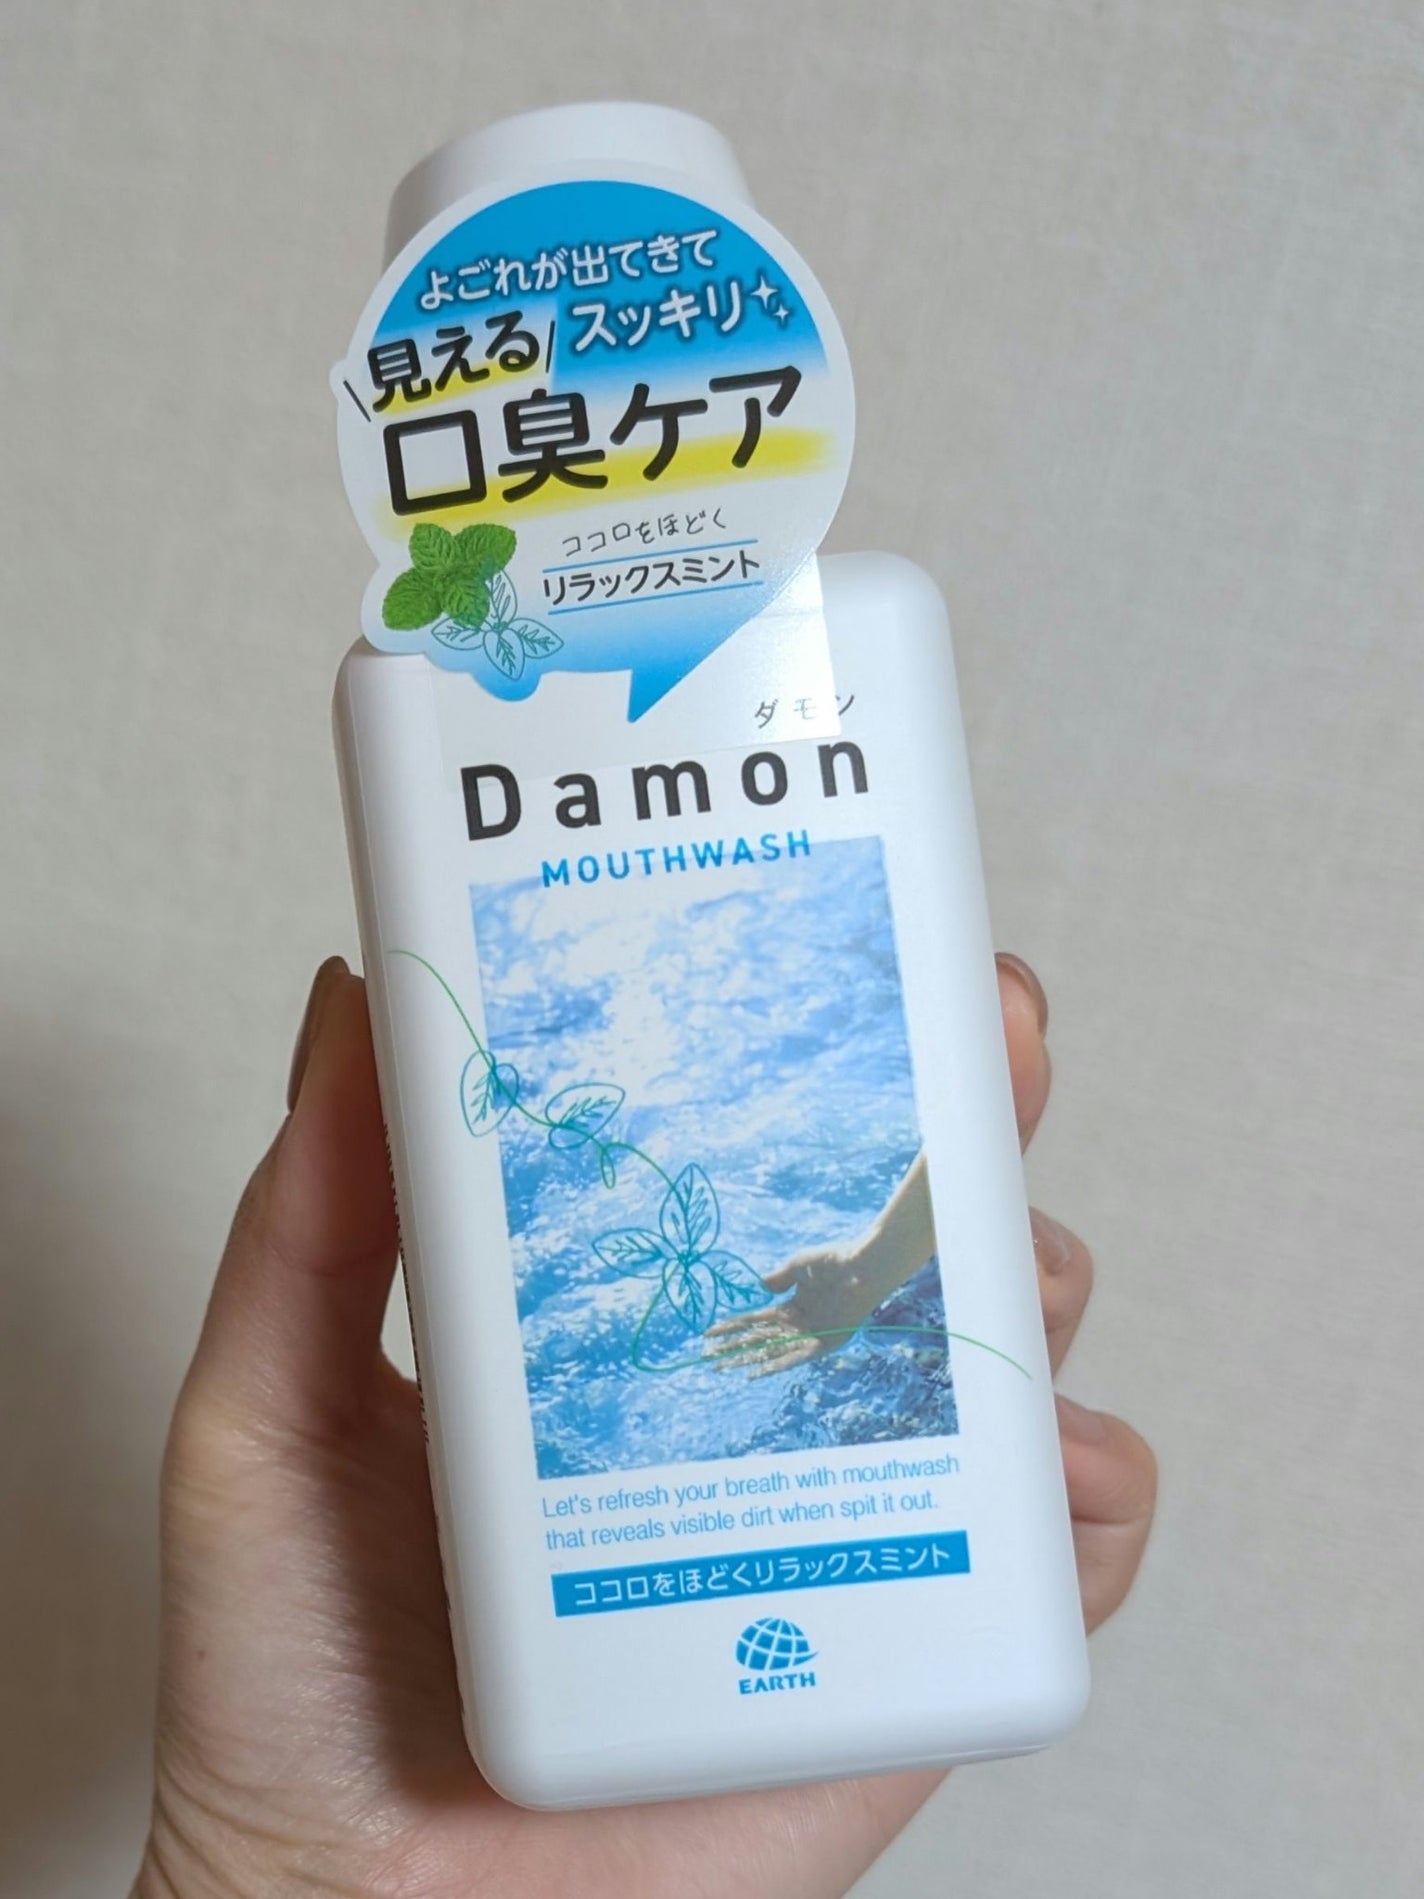 よごれが出てきて
スッキリ
見える
口臭ケア
ココロをほどく
リラックスミント
ダモン
Damon
MOUTHWASH
Let's refresh your breath with mouthwash
that reveals visible dirt when spit it out.
ココロをほどくリラックスミント
EARTH